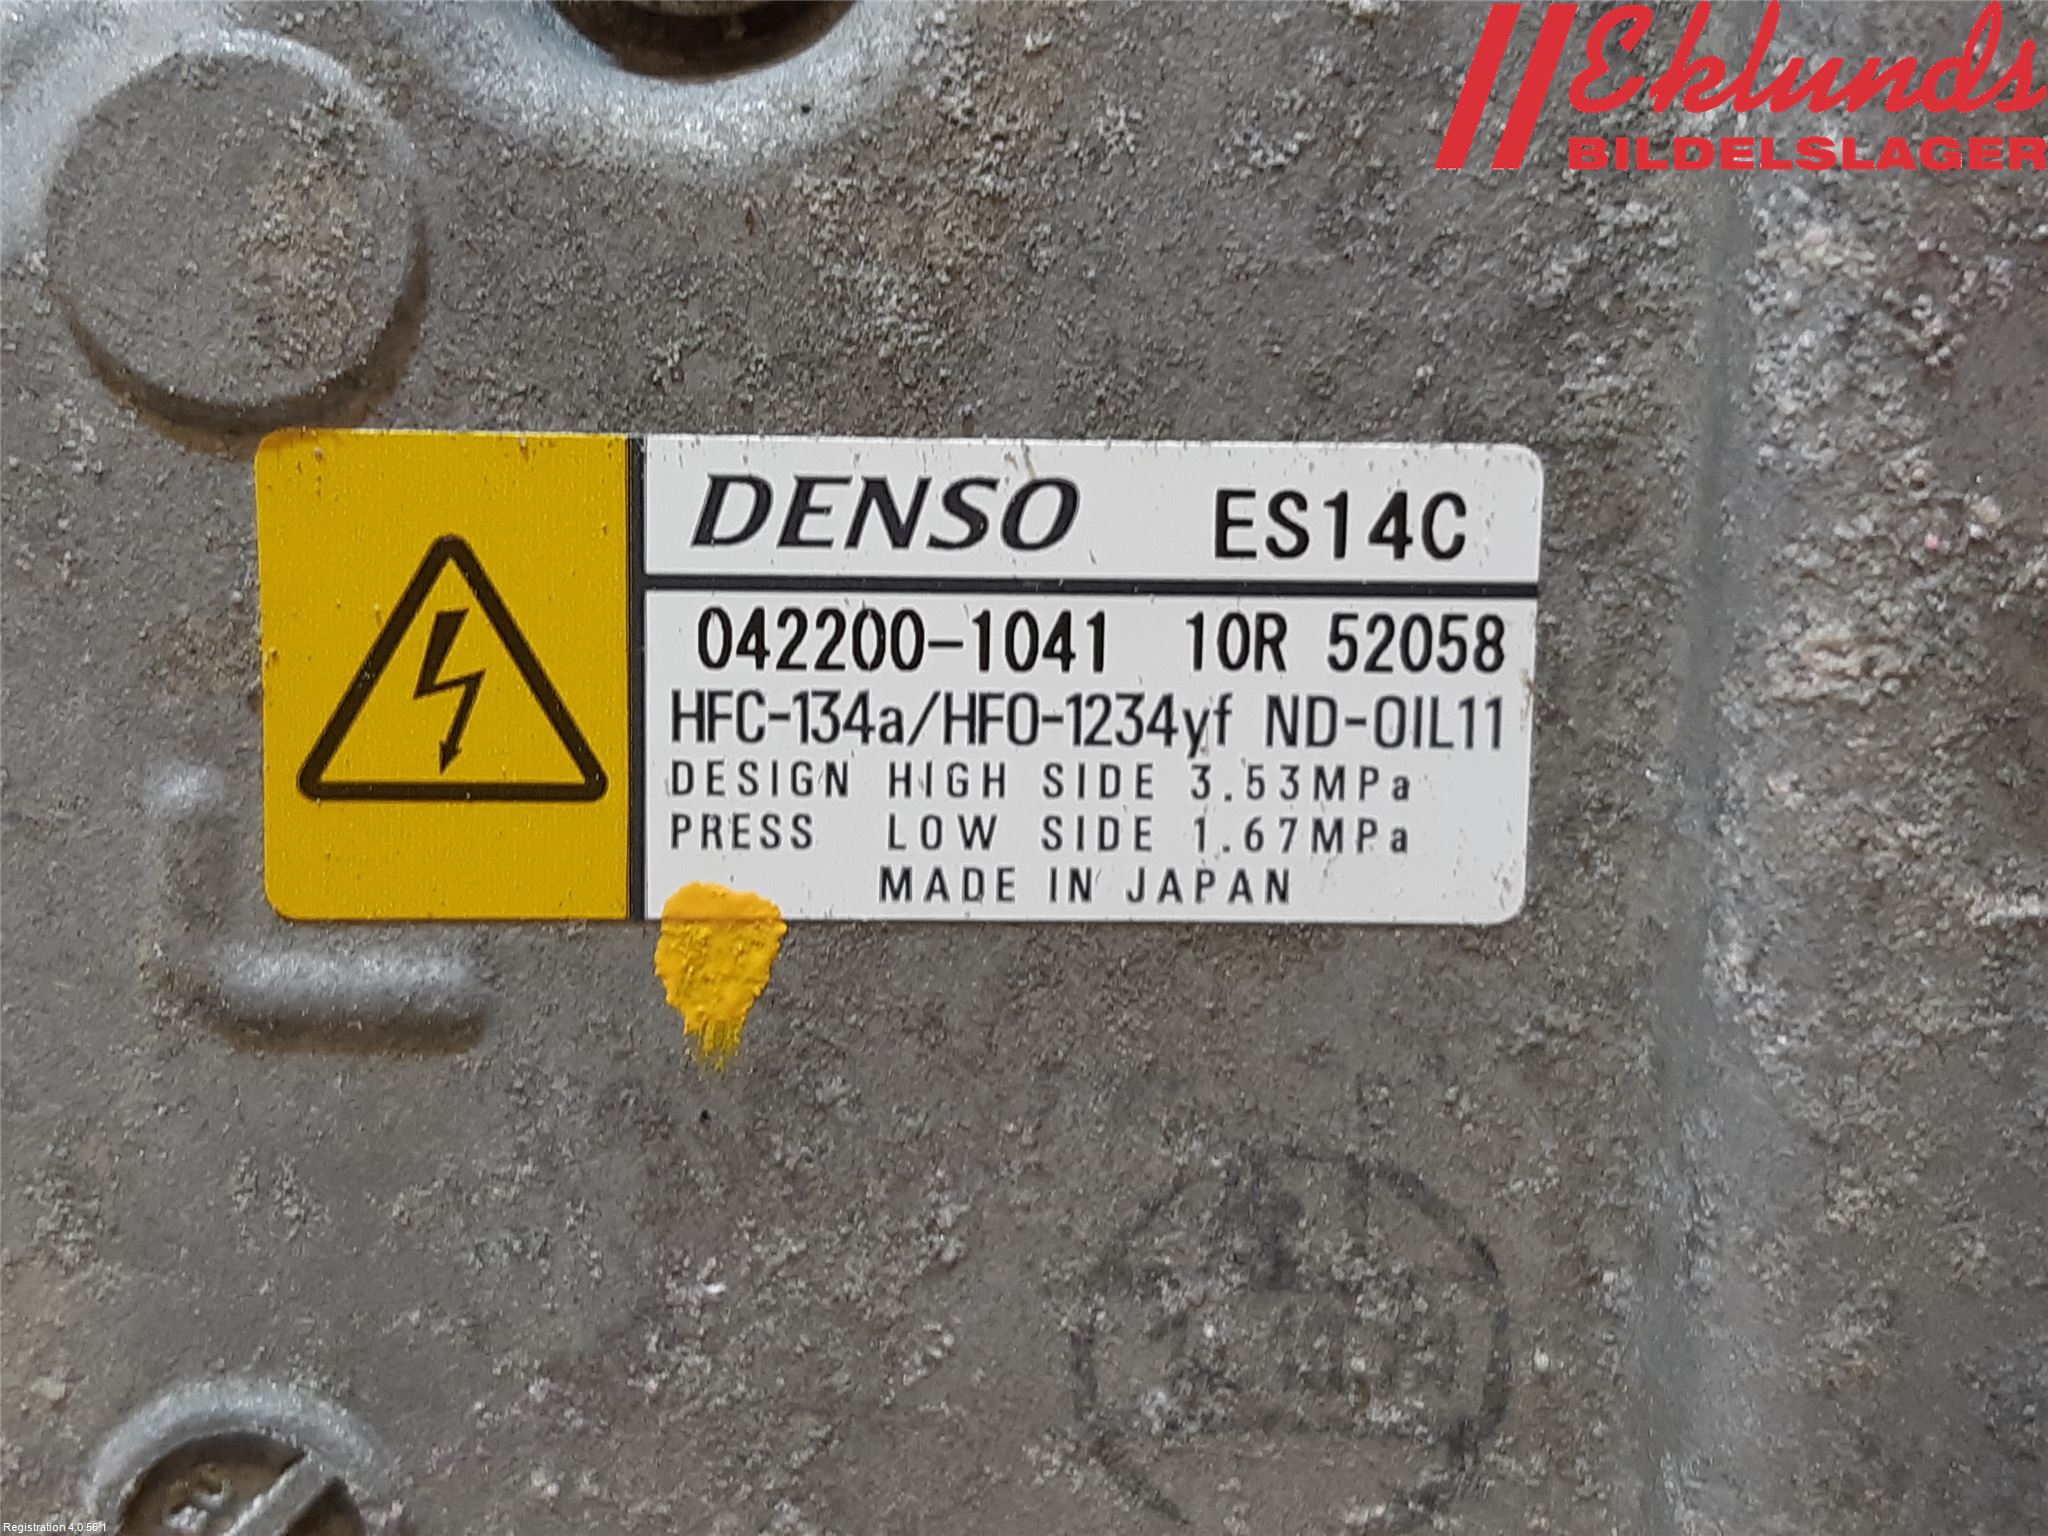 Eklunds
BILDELSLAGER
DENSO ES14C
042200-1041 10R 52058
HFC-134a/HFO-1234yf ND-OIL11
DESIGN HIGH SIDE 3.53MPa
PRESS LOW SIDE 1.67MPa
MADE IN JAPAN
Registration 4.0.56.1